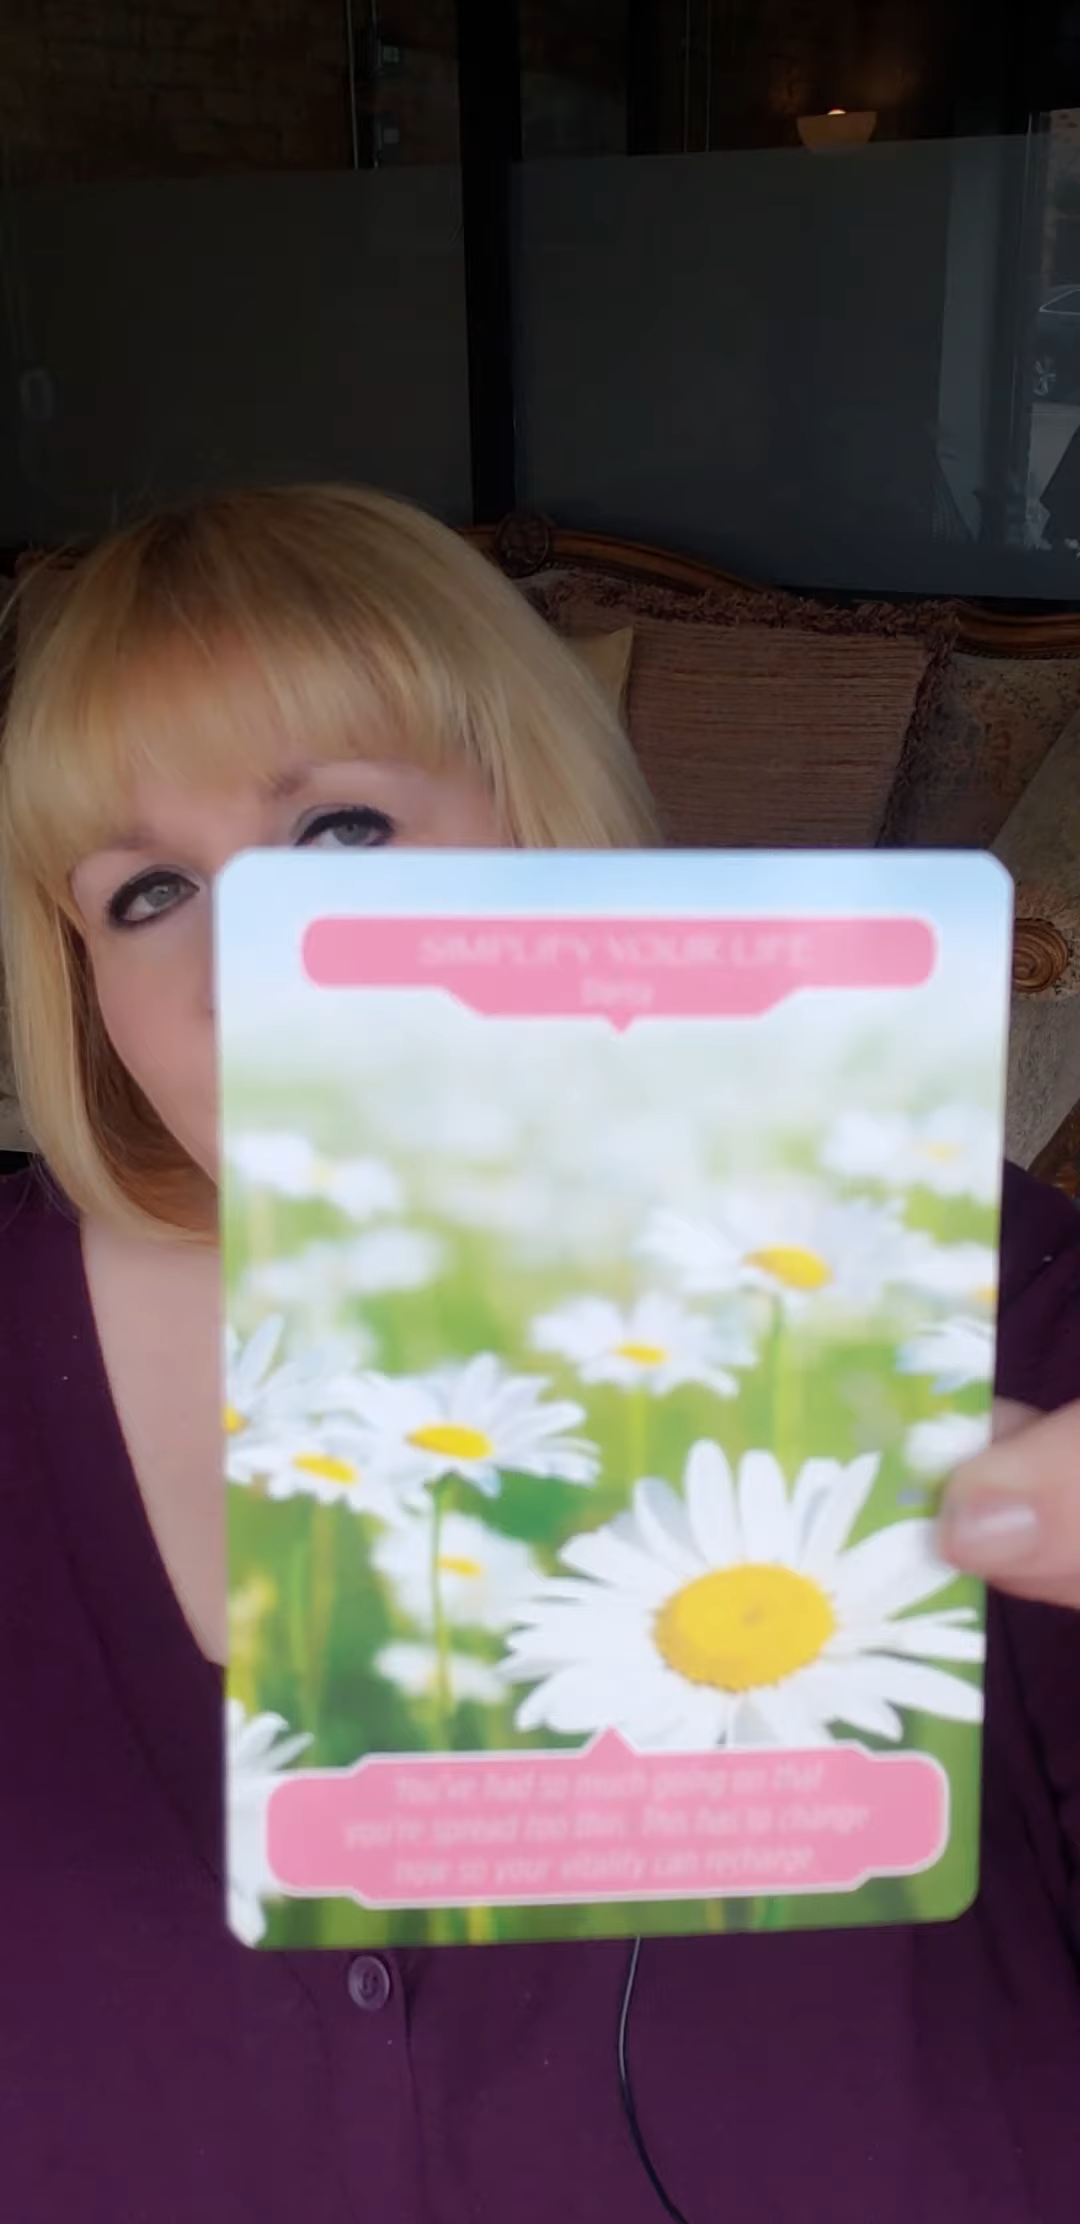 SIMPLIFY YOUR LIFE
Daisy
You've had so much going on that
you're spread too thin. This has to change
now so your vitality can recharge.